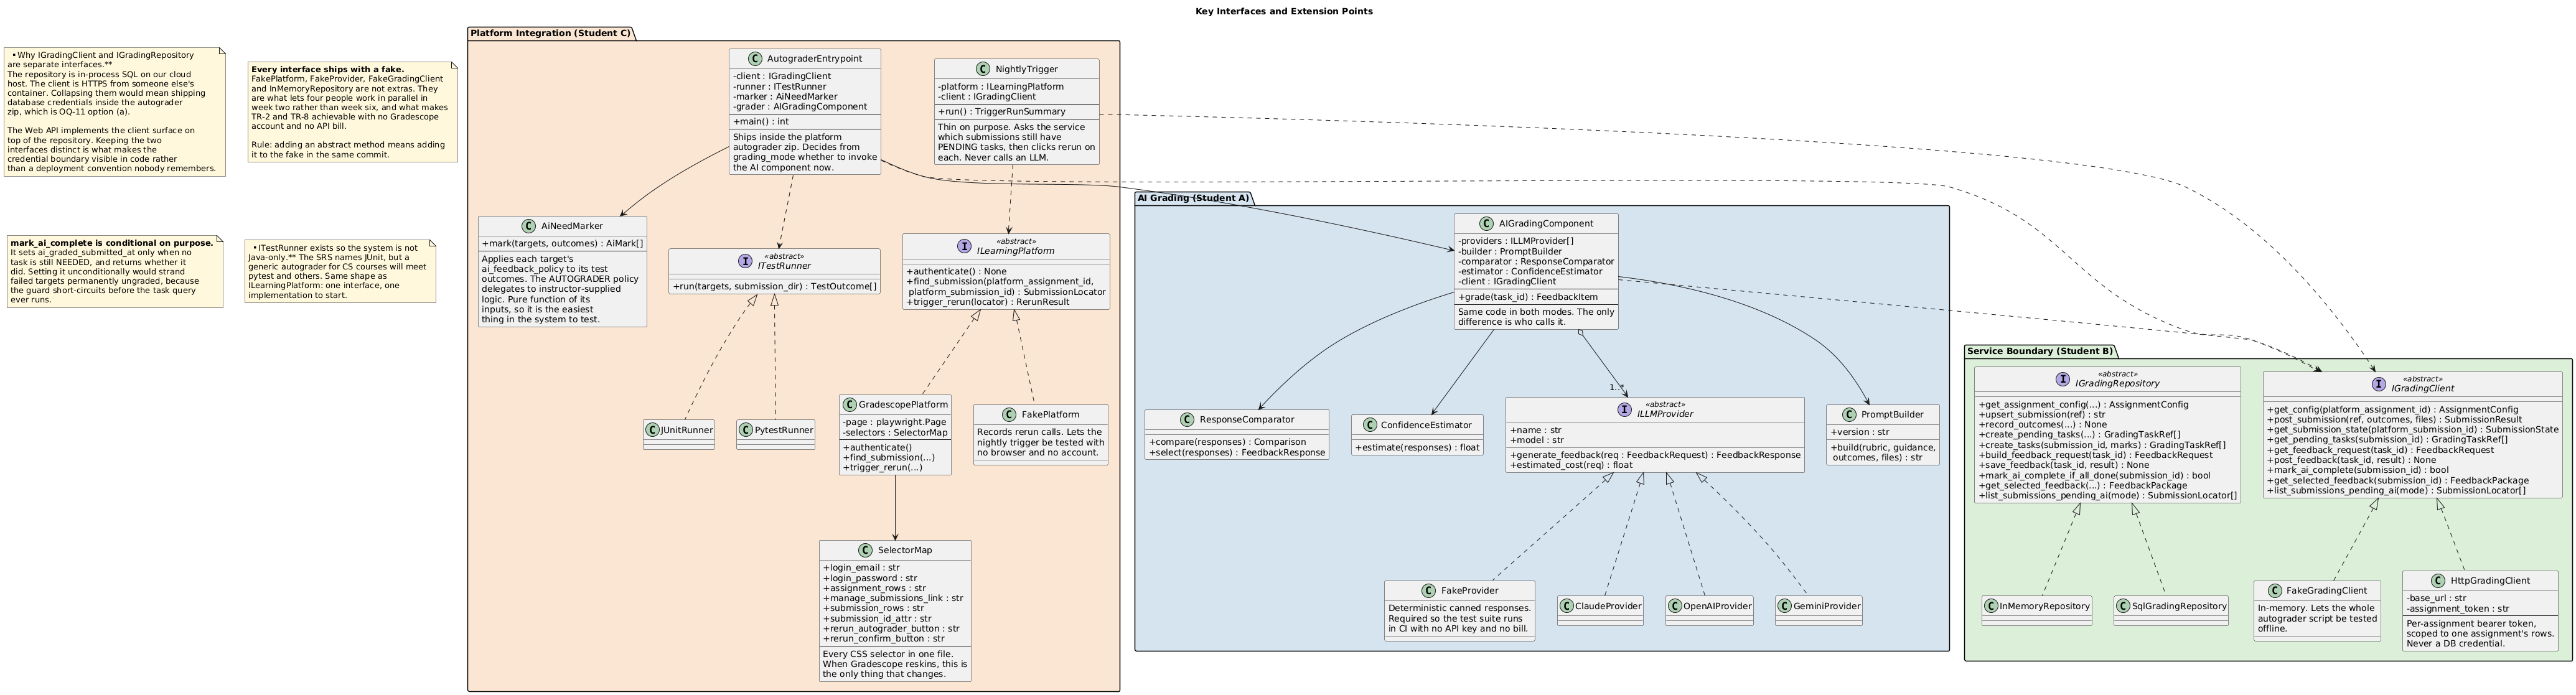 Key Interfaces and Extension Points
• Why IGradingClient and IGradingRepository
are separate interfaces.**
The repository is in-process SQL on our cloud
host. The client is HTTPS from someone else's
container. Collapsing them would mean shipping
database credentials inside the autograder
zip, which is OQ-11 option (a).
The Web API implements the client surface on
top of the repository. Keeping the two
interfaces distinct is what makes the
credential boundary visible in code rather
than a deployment convention nobody remembers.
Every interface ships with a fake.
FakePlatform, FakeProvider, FakeGradingClient
and InMemoryRepository are not extras. They
are what lets four people work in parallel in
week two rather than week six, and what makes
TR-2 and TR-8 achievable with no Gradescope
account and no API bill.
Rule: adding an abstract method means adding
it to the fake in the same commit.
mark_ai_complete is conditional on purpose.
It sets ai_graded_submitted_at only when no
task is still NEEDED, and returns whether it
did. Setting it unconditionally would strand
failed targets permanently ungraded, because
the guard short-circuits before the task query
ever runs.
• ITestRunner exists so the system is not
Java-only.** The SRS names JUnit, but a
generic autograder for CS courses will meet
pytest and others. Same shape as
ILearningPlatform: one interface, one
implementation to start.
Platform Integration (Student C)
C AutograderEntrypoint
-client : IGradingClient
-runner : ITestRunner
-marker : AiNeedMarker
-grader : AIGradingComponent
+main() : int
Ships inside the platform
autograder zip. Decides from
grading_mode whether to invoke
the AI component now.
C NightlyTrigger
-platform : ILearningPlatform
-client : IGradingClient
+run() : TriggerRunSummary
Thin on purpose. Asks the service
which submissions still have
PENDING tasks, then clicks rerun on
each. Never calls an LLM.
C AiNeedMarker
+mark(targets, outcomes) : AiMark[]
Applies each target's
ai_feedback_policy to its test
outcomes. The AUTOGRADER policy
delegates to instructor-supplied
logic. Pure function of its
inputs, so it is the easiest
thing in the system to test.
I «abstract»
ITestRunner
+run(targets, submission_dir) : TestOutcome[]
I «abstract»
ILearningPlatform
+authenticate() : None
+find_submission(platform_assignment_id,
platform_submission_id) : SubmissionLocator
+trigger_rerun(locator) : RerunResult
C JUnitRunner
C PytestRunner
C GradescopePlatform
-page : playwright.Page
-selectors : SelectorMap
+authenticate()
+find_submission(...)
+trigger_rerun(...)
C FakePlatform
Records rerun calls. Lets the
nightly trigger be tested with
no browser and no account.
C SelectorMap
+login_email : str
+login_password : str
+assignment_rows : str
+manage_submissions_link : str
+submission_rows : str
+submission_id_attr : str
+rerun_autograder_button : str
+rerun_confirm_button : str
Every CSS selector in one file.
When Gradescope reskins, this is
the only thing that changes.
AI Grading (Student A)
C AIGradingComponent
-providers : ILLMProvider[]
-builder : PromptBuilder
-comparator : ResponseComparator
-estimator : ConfidenceEstimator
-client : IGradingClient
+grade(task_id) : FeedbackItem
Same code in both modes. The only
difference is who calls it.
1..*
C ResponseComparator
+compare(responses) : Comparison
+select(responses) : FeedbackResponse
C ConfidenceEstimator
+estimate(responses) : float
I «abstract»
ILLMProvider
+name : str
+model : str
+generate_feedback(req : FeedbackRequest) : FeedbackResponse
+estimated_cost(req) : float
C PromptBuilder
+version : str
+build(rubric, guidance,
outcomes, files) : str
C FakeProvider
Deterministic canned responses.
Required so the test suite runs
in CI with no API key and no bill.
C ClaudeProvider
C OpenAIProvider
C GeminiProvider
Service Boundary (Student B)
I «abstract»
IGradingRepository
+get_assignment_config(...) : AssignmentConfig
+upsert_submission(ref) : str
+record_outcomes(...) : None
+create_pending_tasks(...) : GradingTaskRef[]
+create_tasks(submission_id, marks) : GradingTaskRef[]
+build_feedback_request(task_id) : FeedbackRequest
+save_feedback(task_id, result) : None
+mark_ai_complete_if_all_done(submission_id) : bool
+get_selected_feedback(...) : FeedbackPackage
+list_submissions_pending_ai(mode) : SubmissionLocator[]
I «abstract»
IGradingClient
+get_config(platform_assignment_id) : AssignmentConfig
+post_submission(ref, outcomes, files) : SubmissionResult
+get_submission_state(platform_submission_id) : SubmissionState
+get_pending_tasks(submission_id) : GradingTaskRef[]
+get_feedback_request(task_id) : FeedbackRequest
+post_feedback(task_id, result) : None
+mark_ai_complete(submission_id) : bool
+get_selected_feedback(submission_id) : FeedbackPackage
+list_submissions_pending_ai(mode) : SubmissionLocator[]
C InMemoryRepository
C SqlGradingRepository
C FakeGradingClient
In-memory. Lets the whole
autograder script be tested
offline.
C HttpGradingClient
-base_url : str
-assignment_token : str
Per-assignment bearer token,
scoped to one assignment's rows.
Never a DB credential.